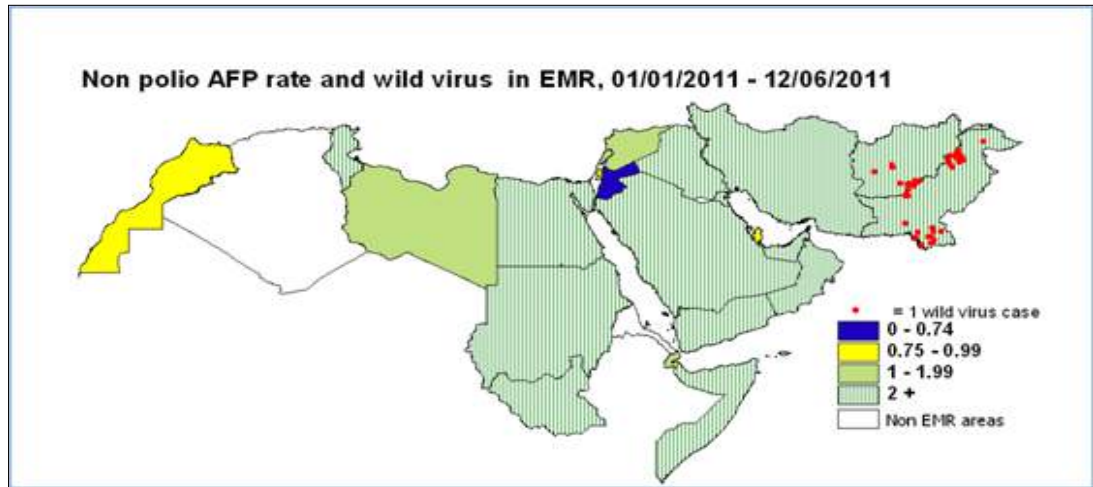 Non polio AFP rate and wild virus in EMR, 01/01/2011 - 12/06/2011
= 1 wild virus case
0 - 0.74
0.75 - 0.99
1 - 1.99
2 +
Non EMR areas